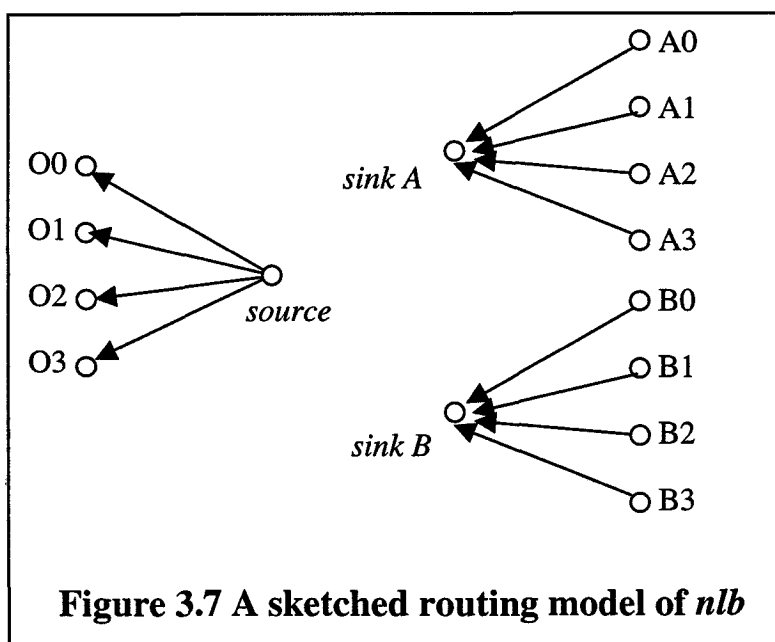 O0
O1
O2
O3
source
sink A
A0
A1
A2
A3
sink B
B0
B1
B2
B3
Figure 3.7 A sketched routing model of nlb